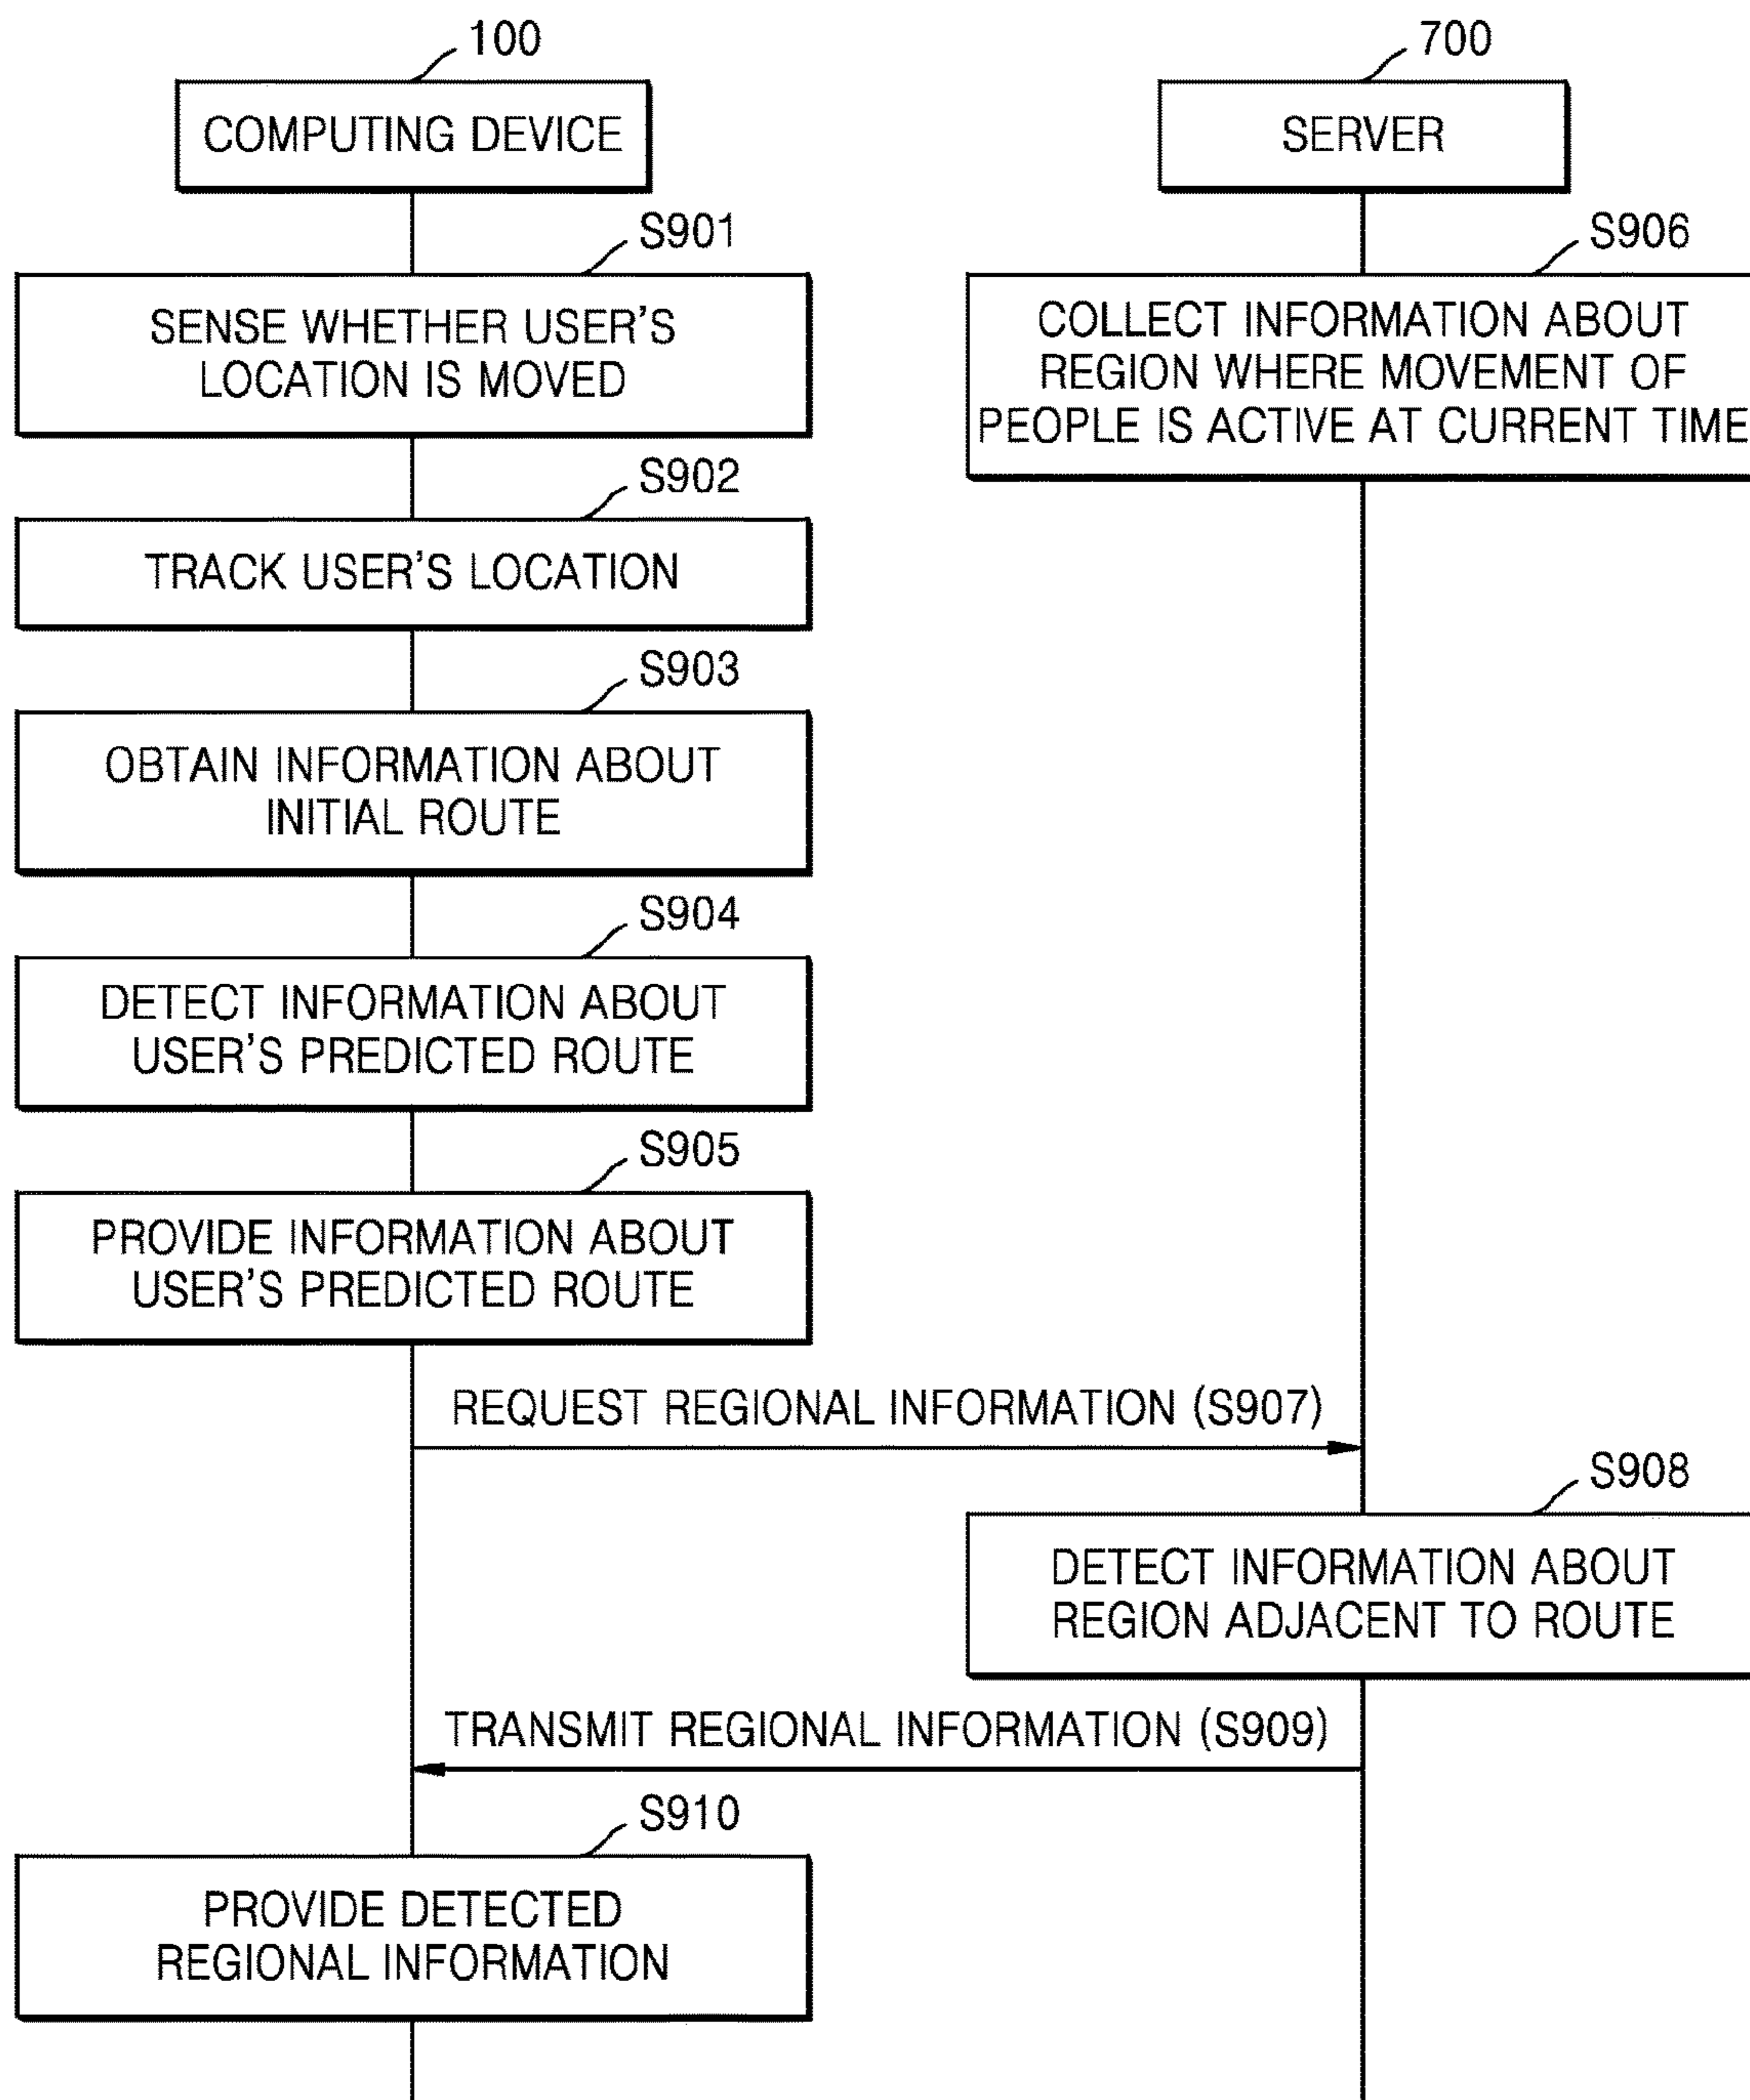 100
700
COMPUTING DEVICE
SERVER
S901
S906
SENSE WHETHER USER'S
LOCATION IS MOVED
COLLECT INFORMATION ABOUT
REGION WHERE MOVEMENT OF
PEOPLE IS ACTIVE AT CURRENT TIME
S902
TRACK USER'S LOCATION
S903
OBTAIN INFORMATION ABOUT
INITIAL ROUTE
S904
DETECT INFORMATION ABOUT
USER'S PREDICTED ROUTE
S905
PROVIDE INFORMATION ABOUT
USER'S PREDICTED ROUTE
REQUEST REGIONAL INFORMATION (S907)
S908
DETECT INFORMATION ABOUT
REGION ADJACENT TO ROUTE
TRANSMIT REGIONAL INFORMATION (S909)
S910
PROVIDE DETECTED
REGIONAL INFORMATION